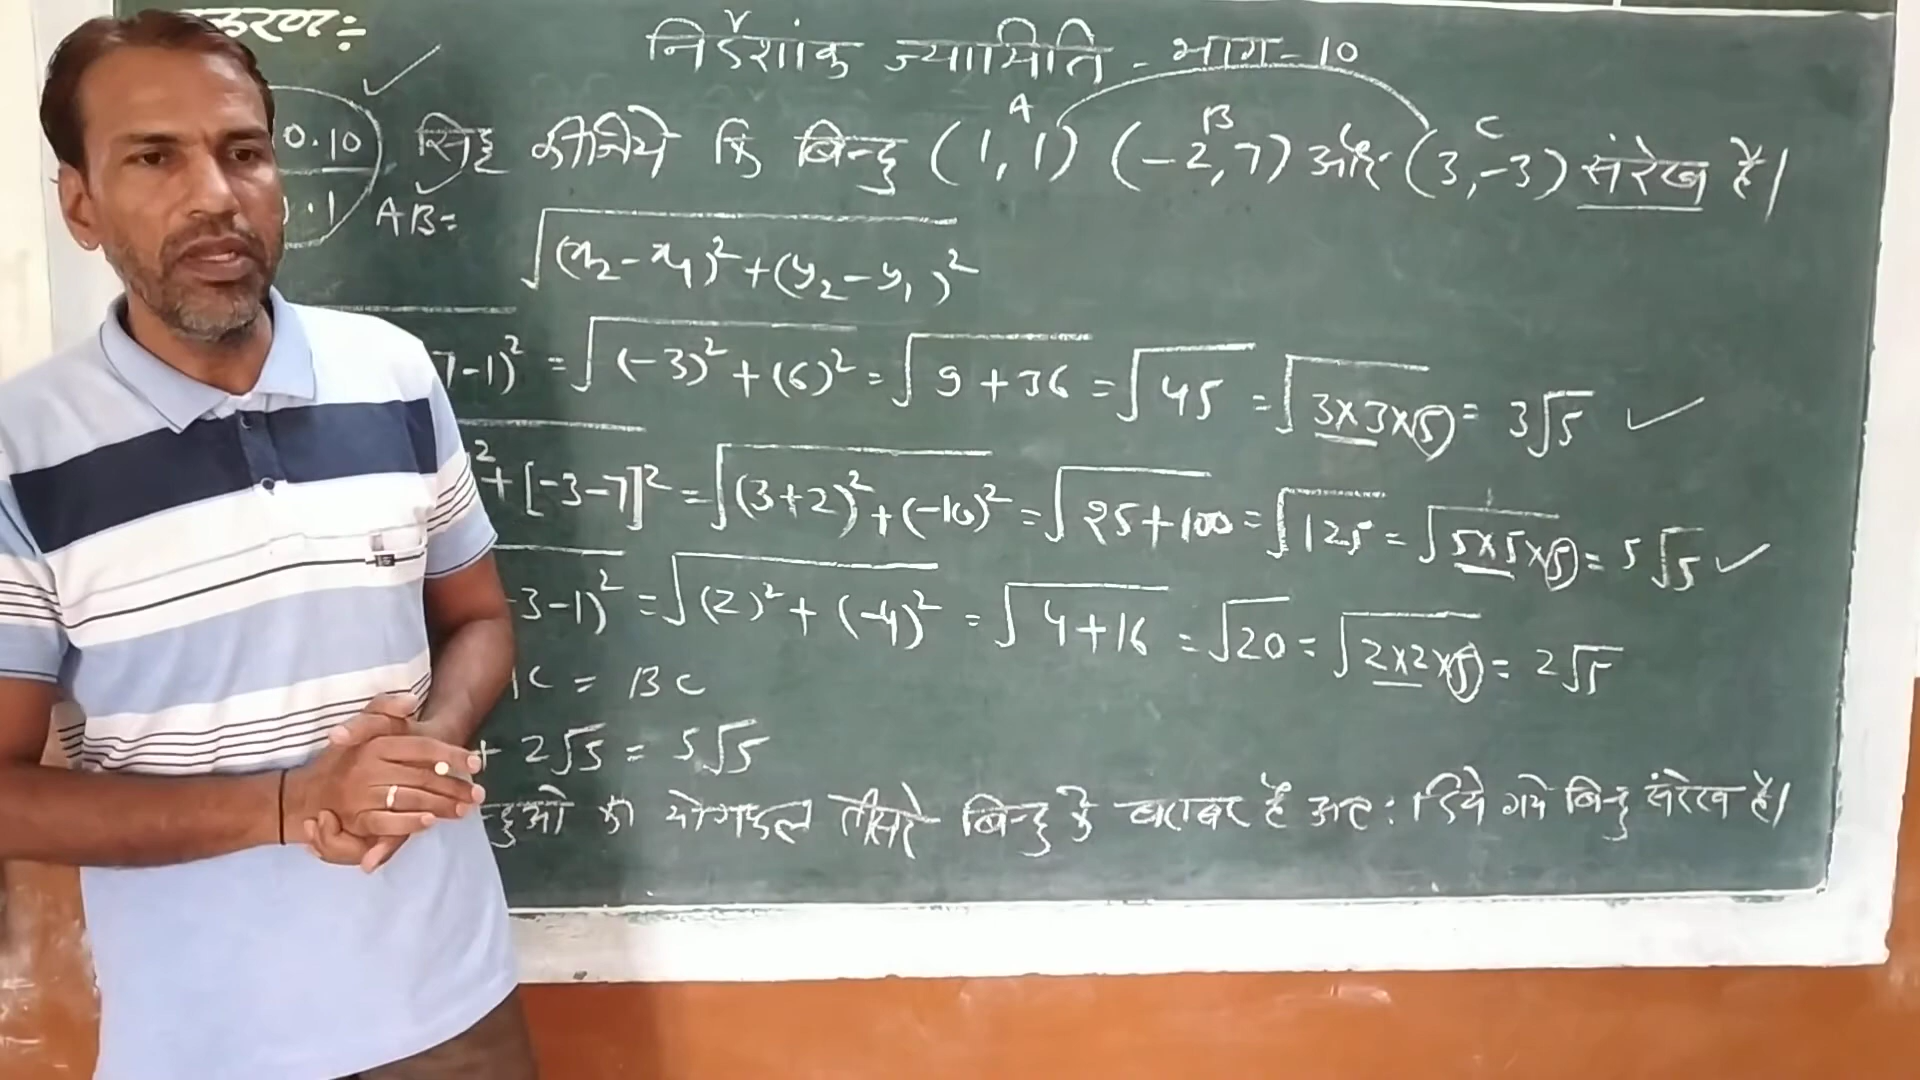 निर्देशांक ज्यामिति - भाग - 10
0.10
.1
सिद्ध कीजिये कि बिन्दु (1, 1) (-2, 7) और (3, -3) संरेख है।
A B C
AB = √(x₂ - x₁)² + (y₂ - y₁)²
7-1)² = √(-3)² + (6)² = √9 + 36 = √45 = √3×3×5 = 3√5
² + [-3-7]² = √(3+2)² + (-10)² = √25+100 = √125 = √5×5×5 = 5√5
-3-1)² = √(2)² + (-4)² = √4+16 = √20 = √2×2×5 = 2√5
C = BC
+ 2√5 = 5√5
योगफल तीसरे बिन्दु के बराबर है अतः दिये गये बिन्दु संरेख है।